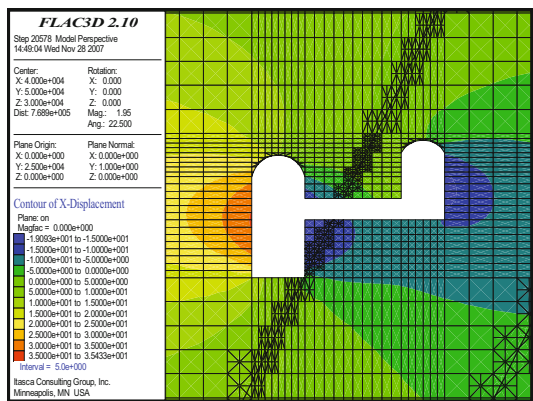 FLAC3D 2.10
Step 20578 Model Perspective
14:49:04 Wed Nov 28 2007
Center: Rotation:
X: 4.000e+004 X: 0.000
Y: 5.000e+004 Y: 0.000
Z: 3.000e+004 Z: 0.000
Dist: 7.689e+005 Mag.: 1.95
Ang.: 22.500
Plane Origin: Plane Normal:
X: 0.000e+000 X: 0.000e+000
Y: 2.500e+004 Y: 1.000e+000
Z: 0.000e+000 Z: 0.000e+000
Contour of X-Displacement
Plane: on
Magfac = 0.000e+000
-1.9093e+001 to -1.5000e+001
-1.5000e+001 to -1.0000e+001
-1.0000e+001 to -5.0000e+000
-5.0000e+000 to 0.0000e+000
0.0000e+000 to 5.0000e+000
5.0000e+000 to 1.0000e+001
1.0000e+001 to 1.5000e+001
1.5000e+001 to 2.0000e+001
2.0000e+001 to 2.5000e+001
2.5000e+001 to 3.0000e+001
3.0000e+001 to 3.5000e+001
3.5000e+001 to 3.5433e+001
Interval = 5.0e+000
Itasca Consulting Group, Inc.
Minneapolis, MN USA